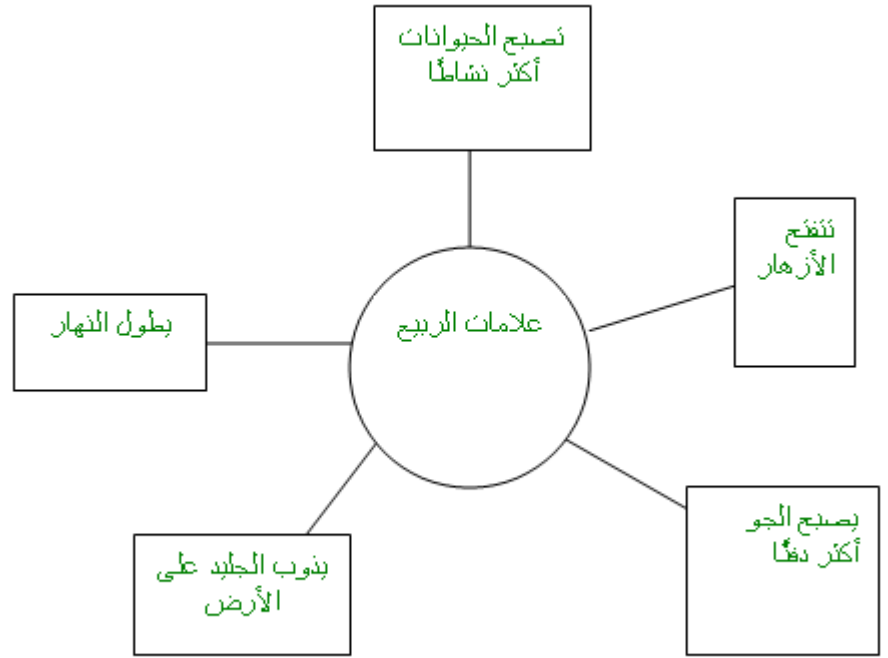 تصبح الحيوانات
أكثر نشاطًا
تتفتح
الأزهار
علامات الربيع
يطول النهار
يصبح الجو
أكثر دفئًا
يذوب الجليد على
الأرض